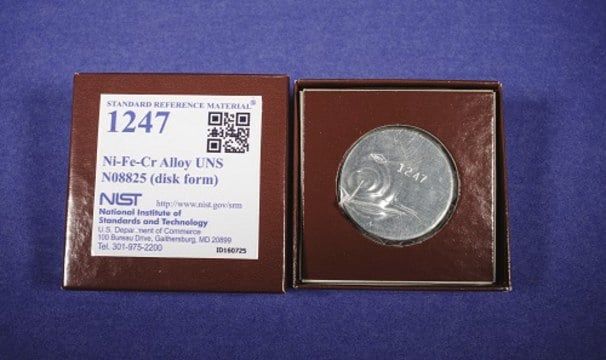 STANDARD REFERENCE MATERIAL®
1247
Ni-Fe-Cr Alloy UNS
N08825 (disk form)
NIST http://www.nist.gov/srm
National Institute of
Standards and Technology
U.S. Department of Commerce
100 Bureau Drive, Gaithersburg, MD 20899
Tel. 301-975-2200
ID160725
1247